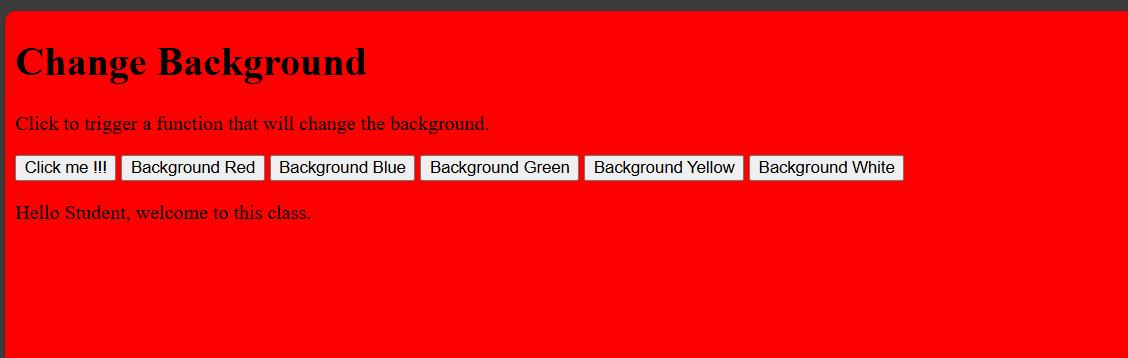 Change Background
Click to trigger a function that will change the background.
Click me !!! Background Red Background Blue Background Green Background Yellow Background White
Hello Student, welcome to this class.